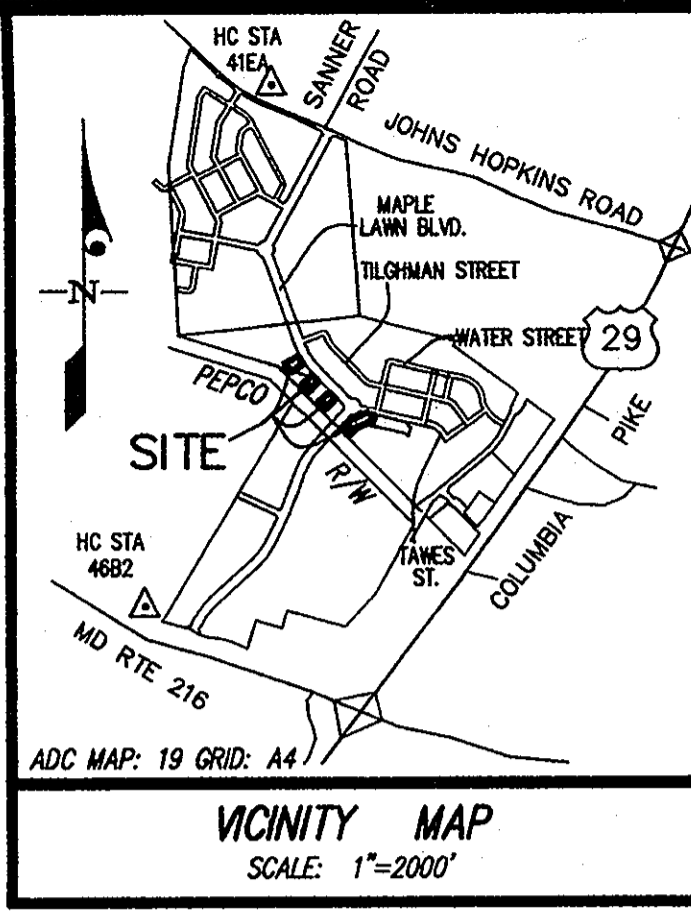 HC STA
41EA
SANNER
ROAD
JOHNS HOPKINS ROAD
MAPLE
LAWN BLVD.
TILGHMAN STREET
N
WATER STREET
29
PEPCO
PIKE
SITE
R/W
HC STA
46B2
TAWES
ST.
COLUMBIA
MD RTE 216
ADC MAP: 19 GRID: A4
VICINITY MAP
SCALE: 1"=2000'